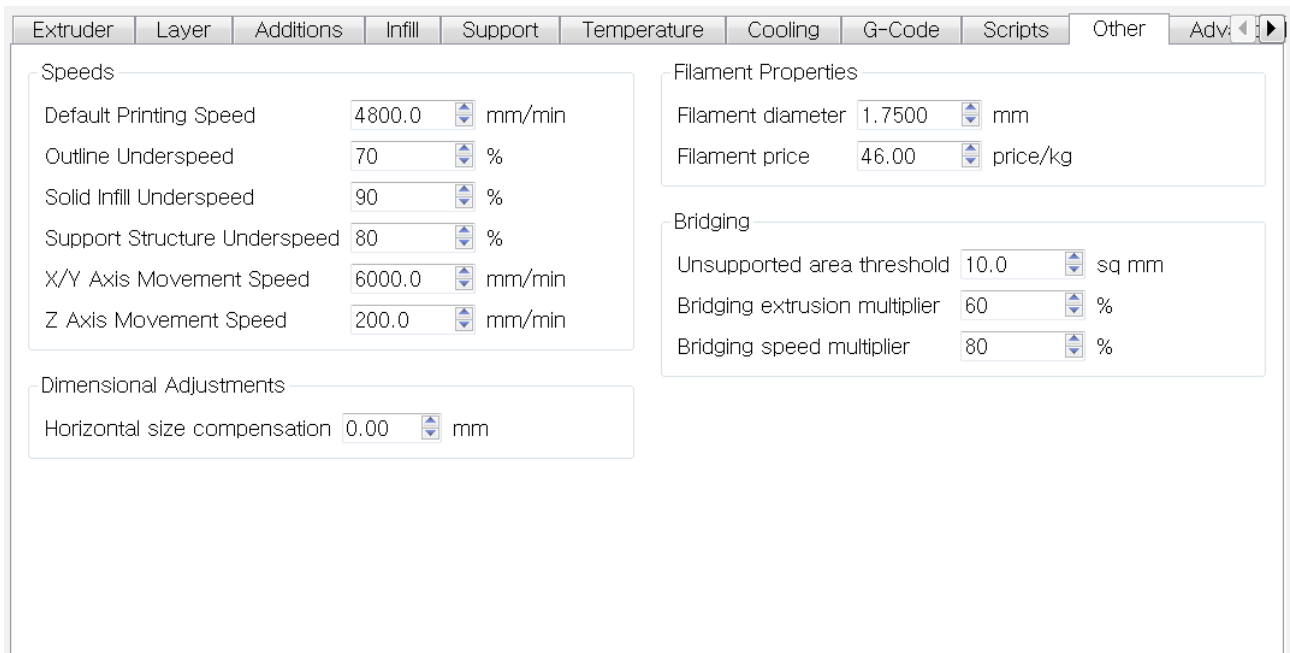 Extruder Layer Additions Infill Support Temperature Cooling G-Code Scripts Other Adv
Speeds
Default Printing Speed 4800.0 mm/min
Outline Underspeed 70 %
Solid Infill Underspeed 90 %
Support Structure Underspeed 80 %
X/Y Axis Movement Speed 6000.0 mm/min
Z Axis Movement Speed 200.0 mm/min
Dimensional Adjustments
Horizontal size compensation 0.00 mm
Filament Properties
Filament diameter 1.7500 mm
Filament price 46.00 price/kg
Bridging
Unsupported area threshold 10.0 sq mm
Bridging extrusion multiplier 60 %
Bridging speed multiplier 80 %